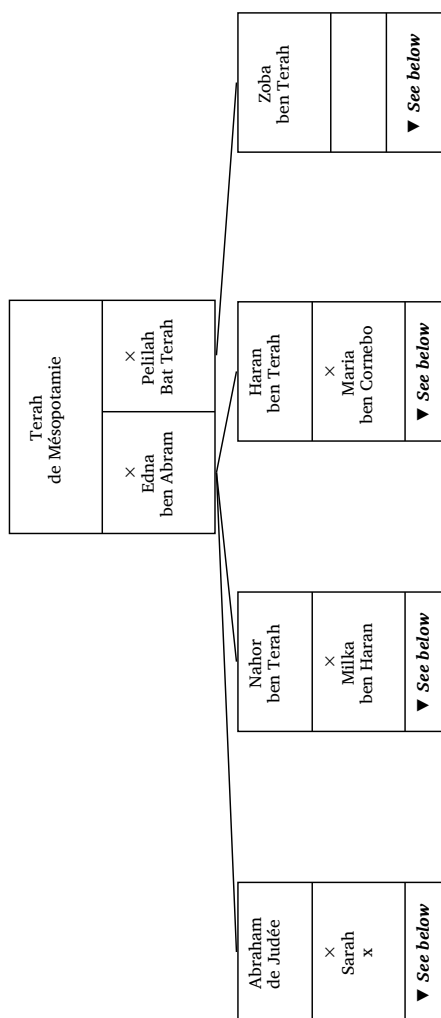 Terah
de Mésopotamie
×
Edna
ben Abram
×
Pelilah
Bat Terah
Abraham
de Judée
×
Sarah
x
▼ See below
Nahor
ben Terah
×
Milka
ben Haran
▼ See below
Haran
ben Terah
×
Maria
ben Cornebo
▼ See below
Zoba
ben Terah
▼ See below